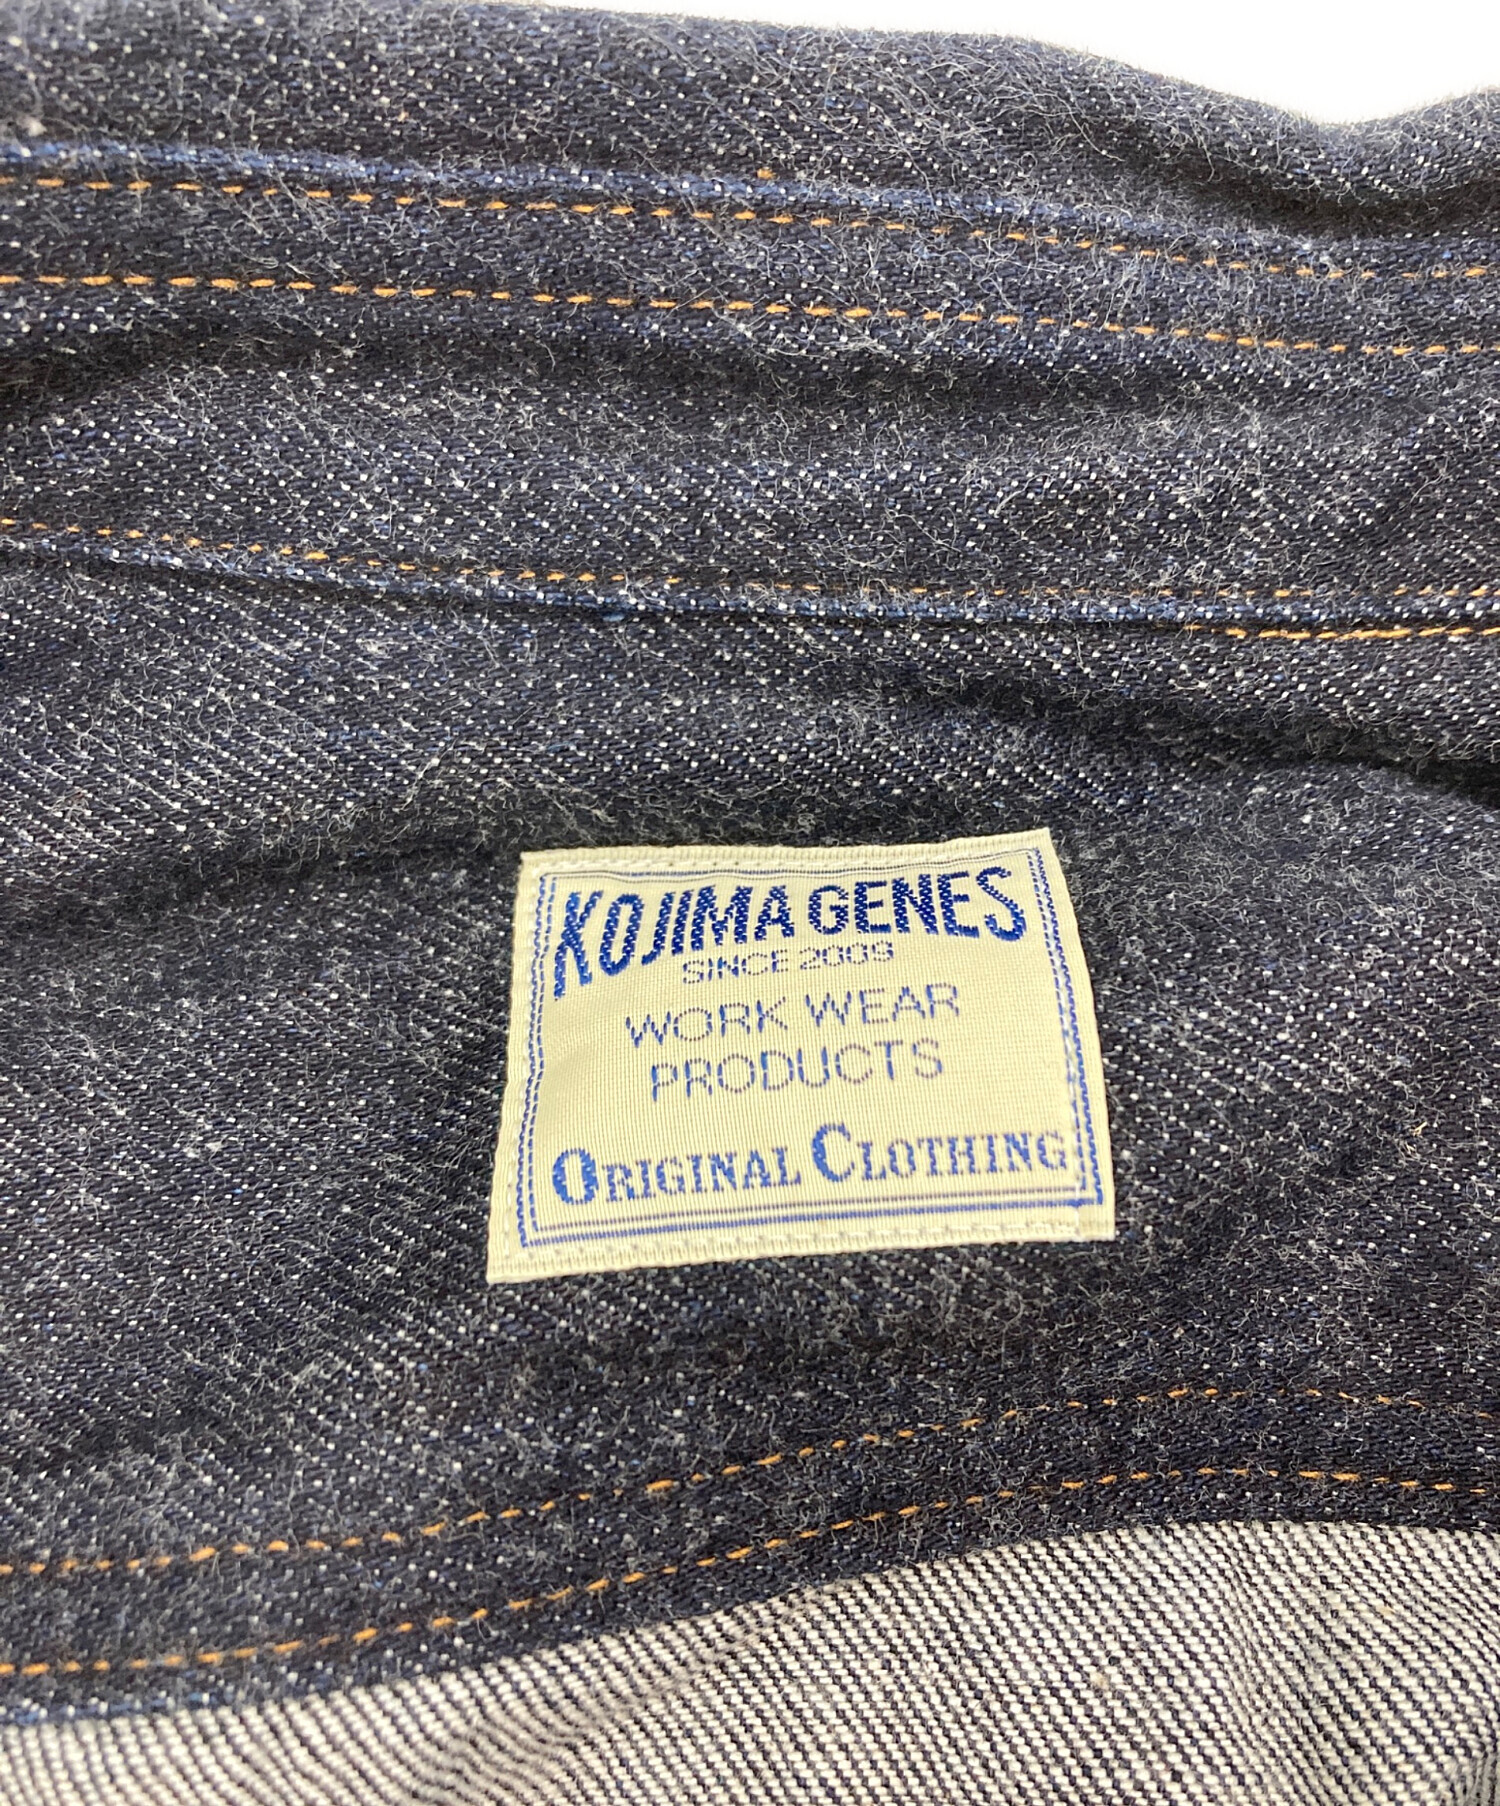 KOJIMA GENES
SINCE 2009
WORK WEAR
PRODUCTS
ORIGINAL CLOTHING